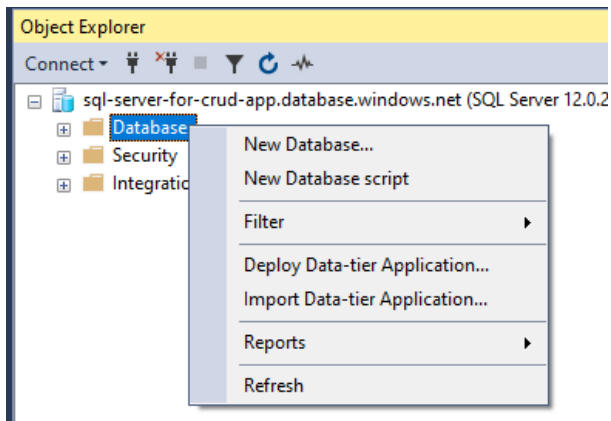 Object Explorer
Connect
sql-server-for-crud-app.database.windows.net (SQL Server 12.0.2
Database
Security
Integratio
New Database...
New Database script
Filter
Deploy Data-tier Application...
Import Data-tier Application...
Reports
Refresh